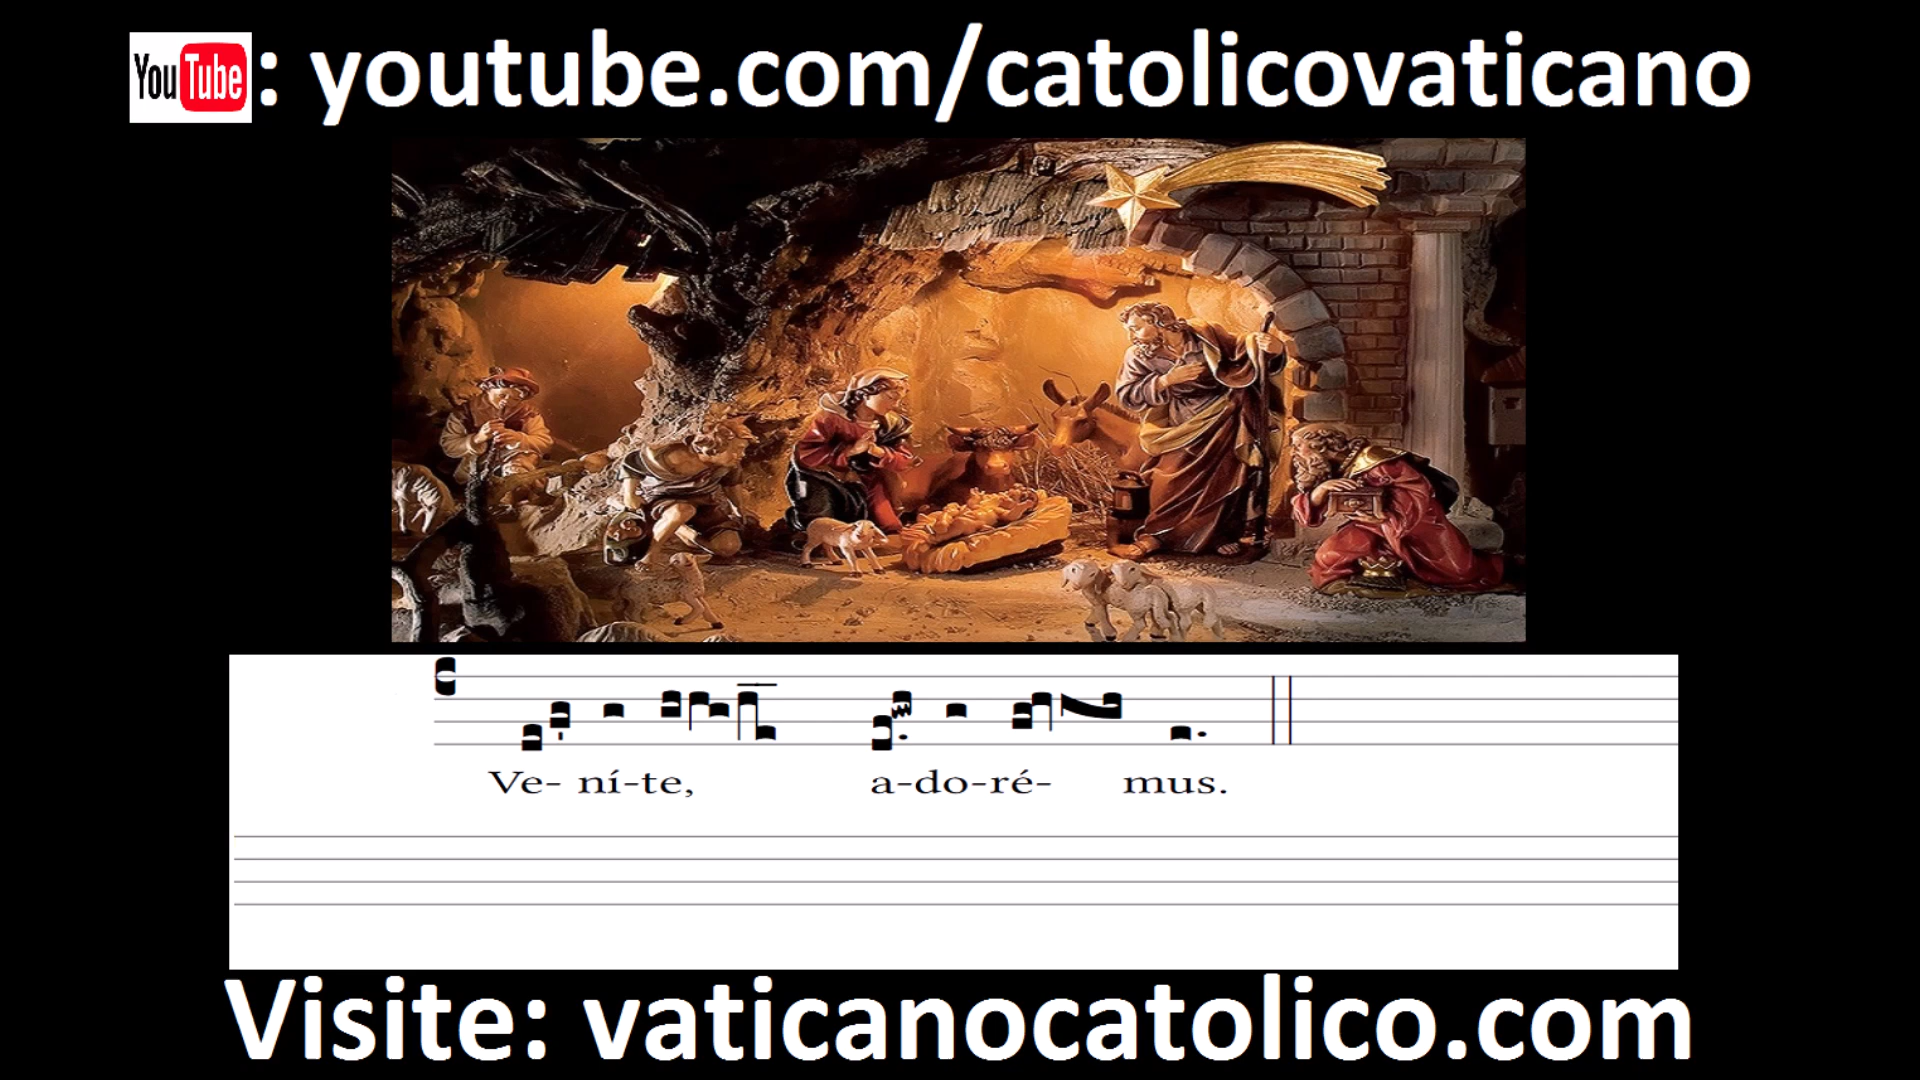 YouTube: youtube.com/catolicovaticano
Ve- ní-te, a-do-ré- mus.
Visite: vaticanocatolico.com